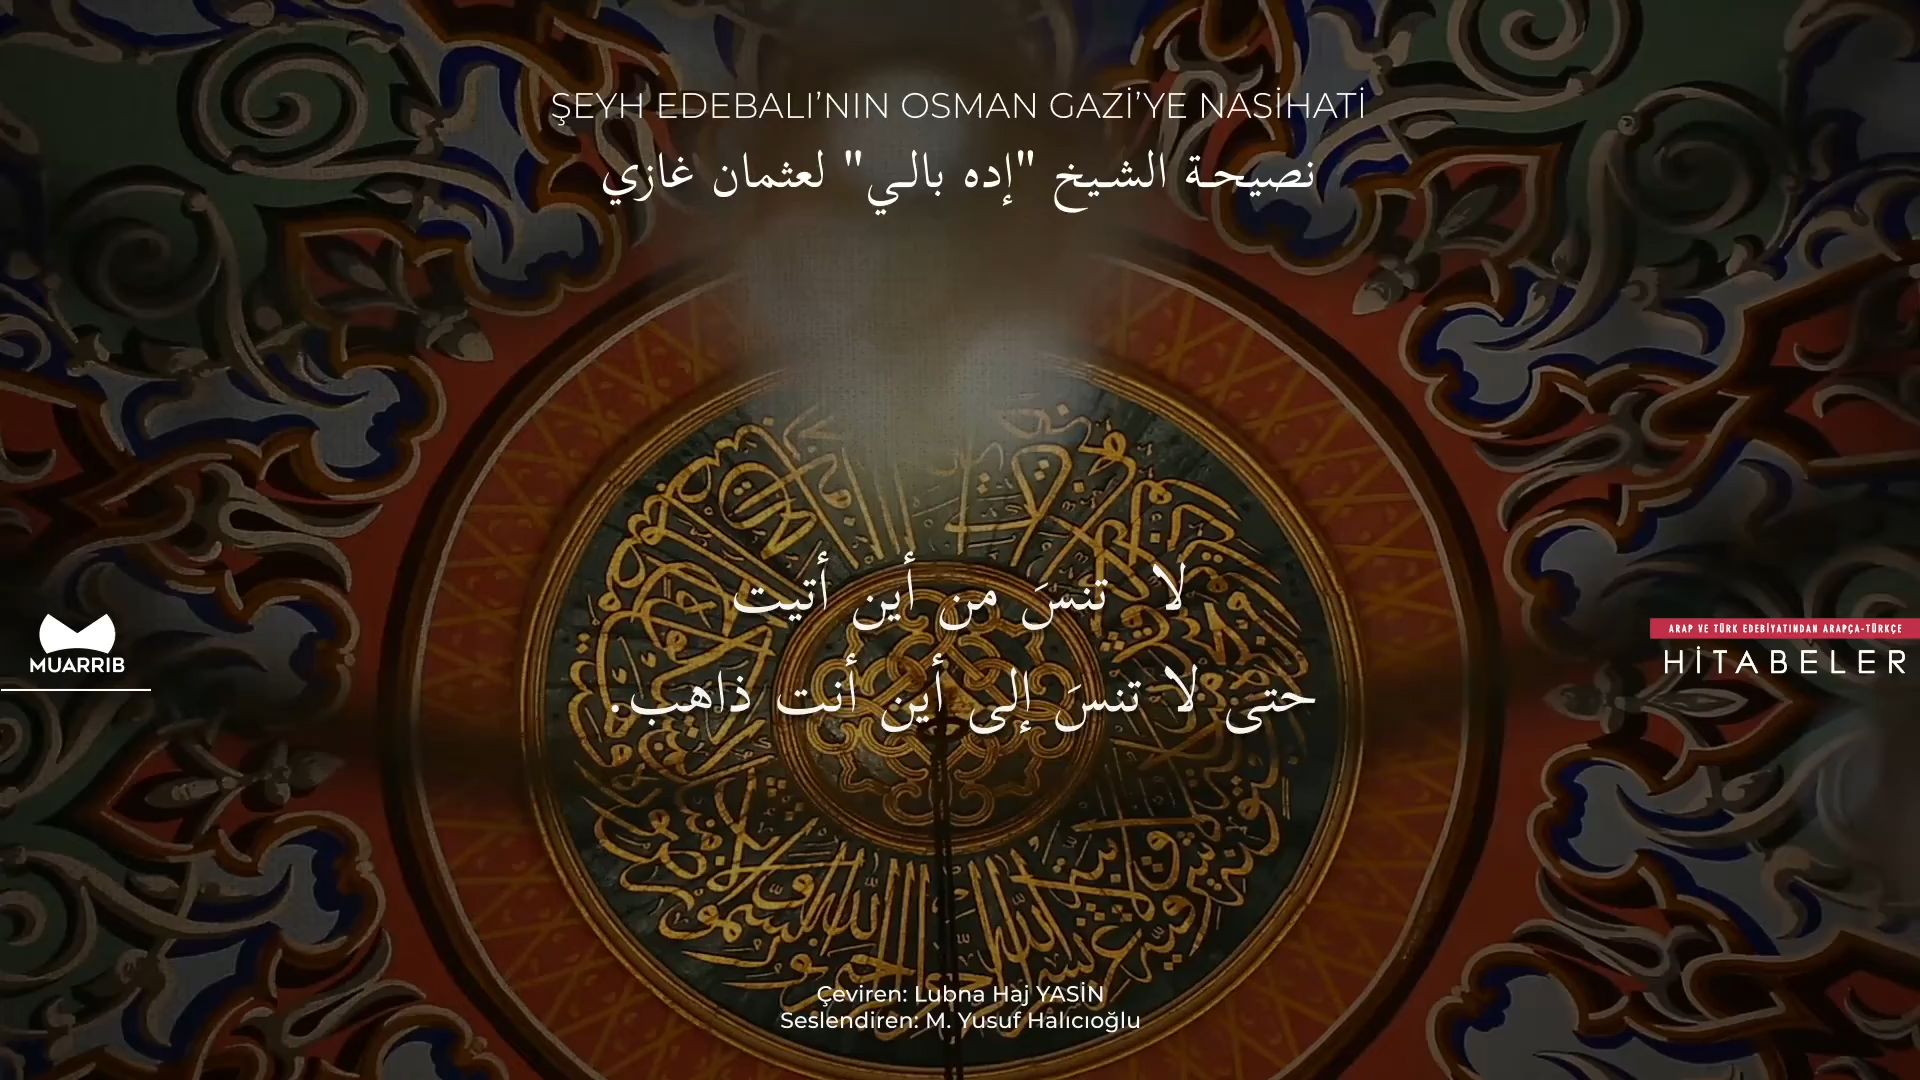 ŞEYH EDEBALI’NIN OSMAN GAZİ’YE NASİHATİ
نصيحة الشيخ "إده بالي" لعثمان غازي
لا تنسَ من أين أتيت
حتى لا تنسَ إلى أين أنت ذاهب.
MUARRIB
ARAP VE TÜRK EDEBİYATINDAN ARAPÇA-TÜRKÇE
HİTABELER
Çeviren: Lubna Haj YASİN
Seslendiren: M. Yusuf Halıcıoğlu